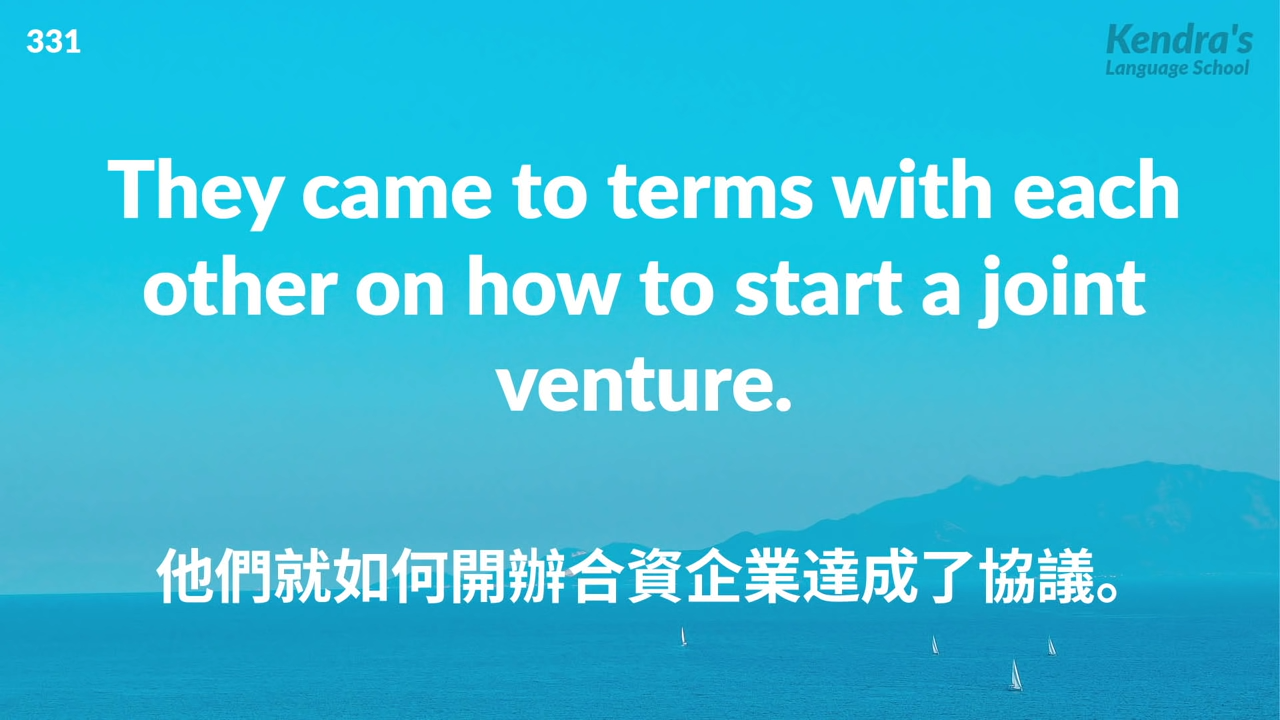 331
Kendra's
Language School
They came to terms with each
other on how to start a joint
venture.
他們就如何開辦合資企業達成了協議。